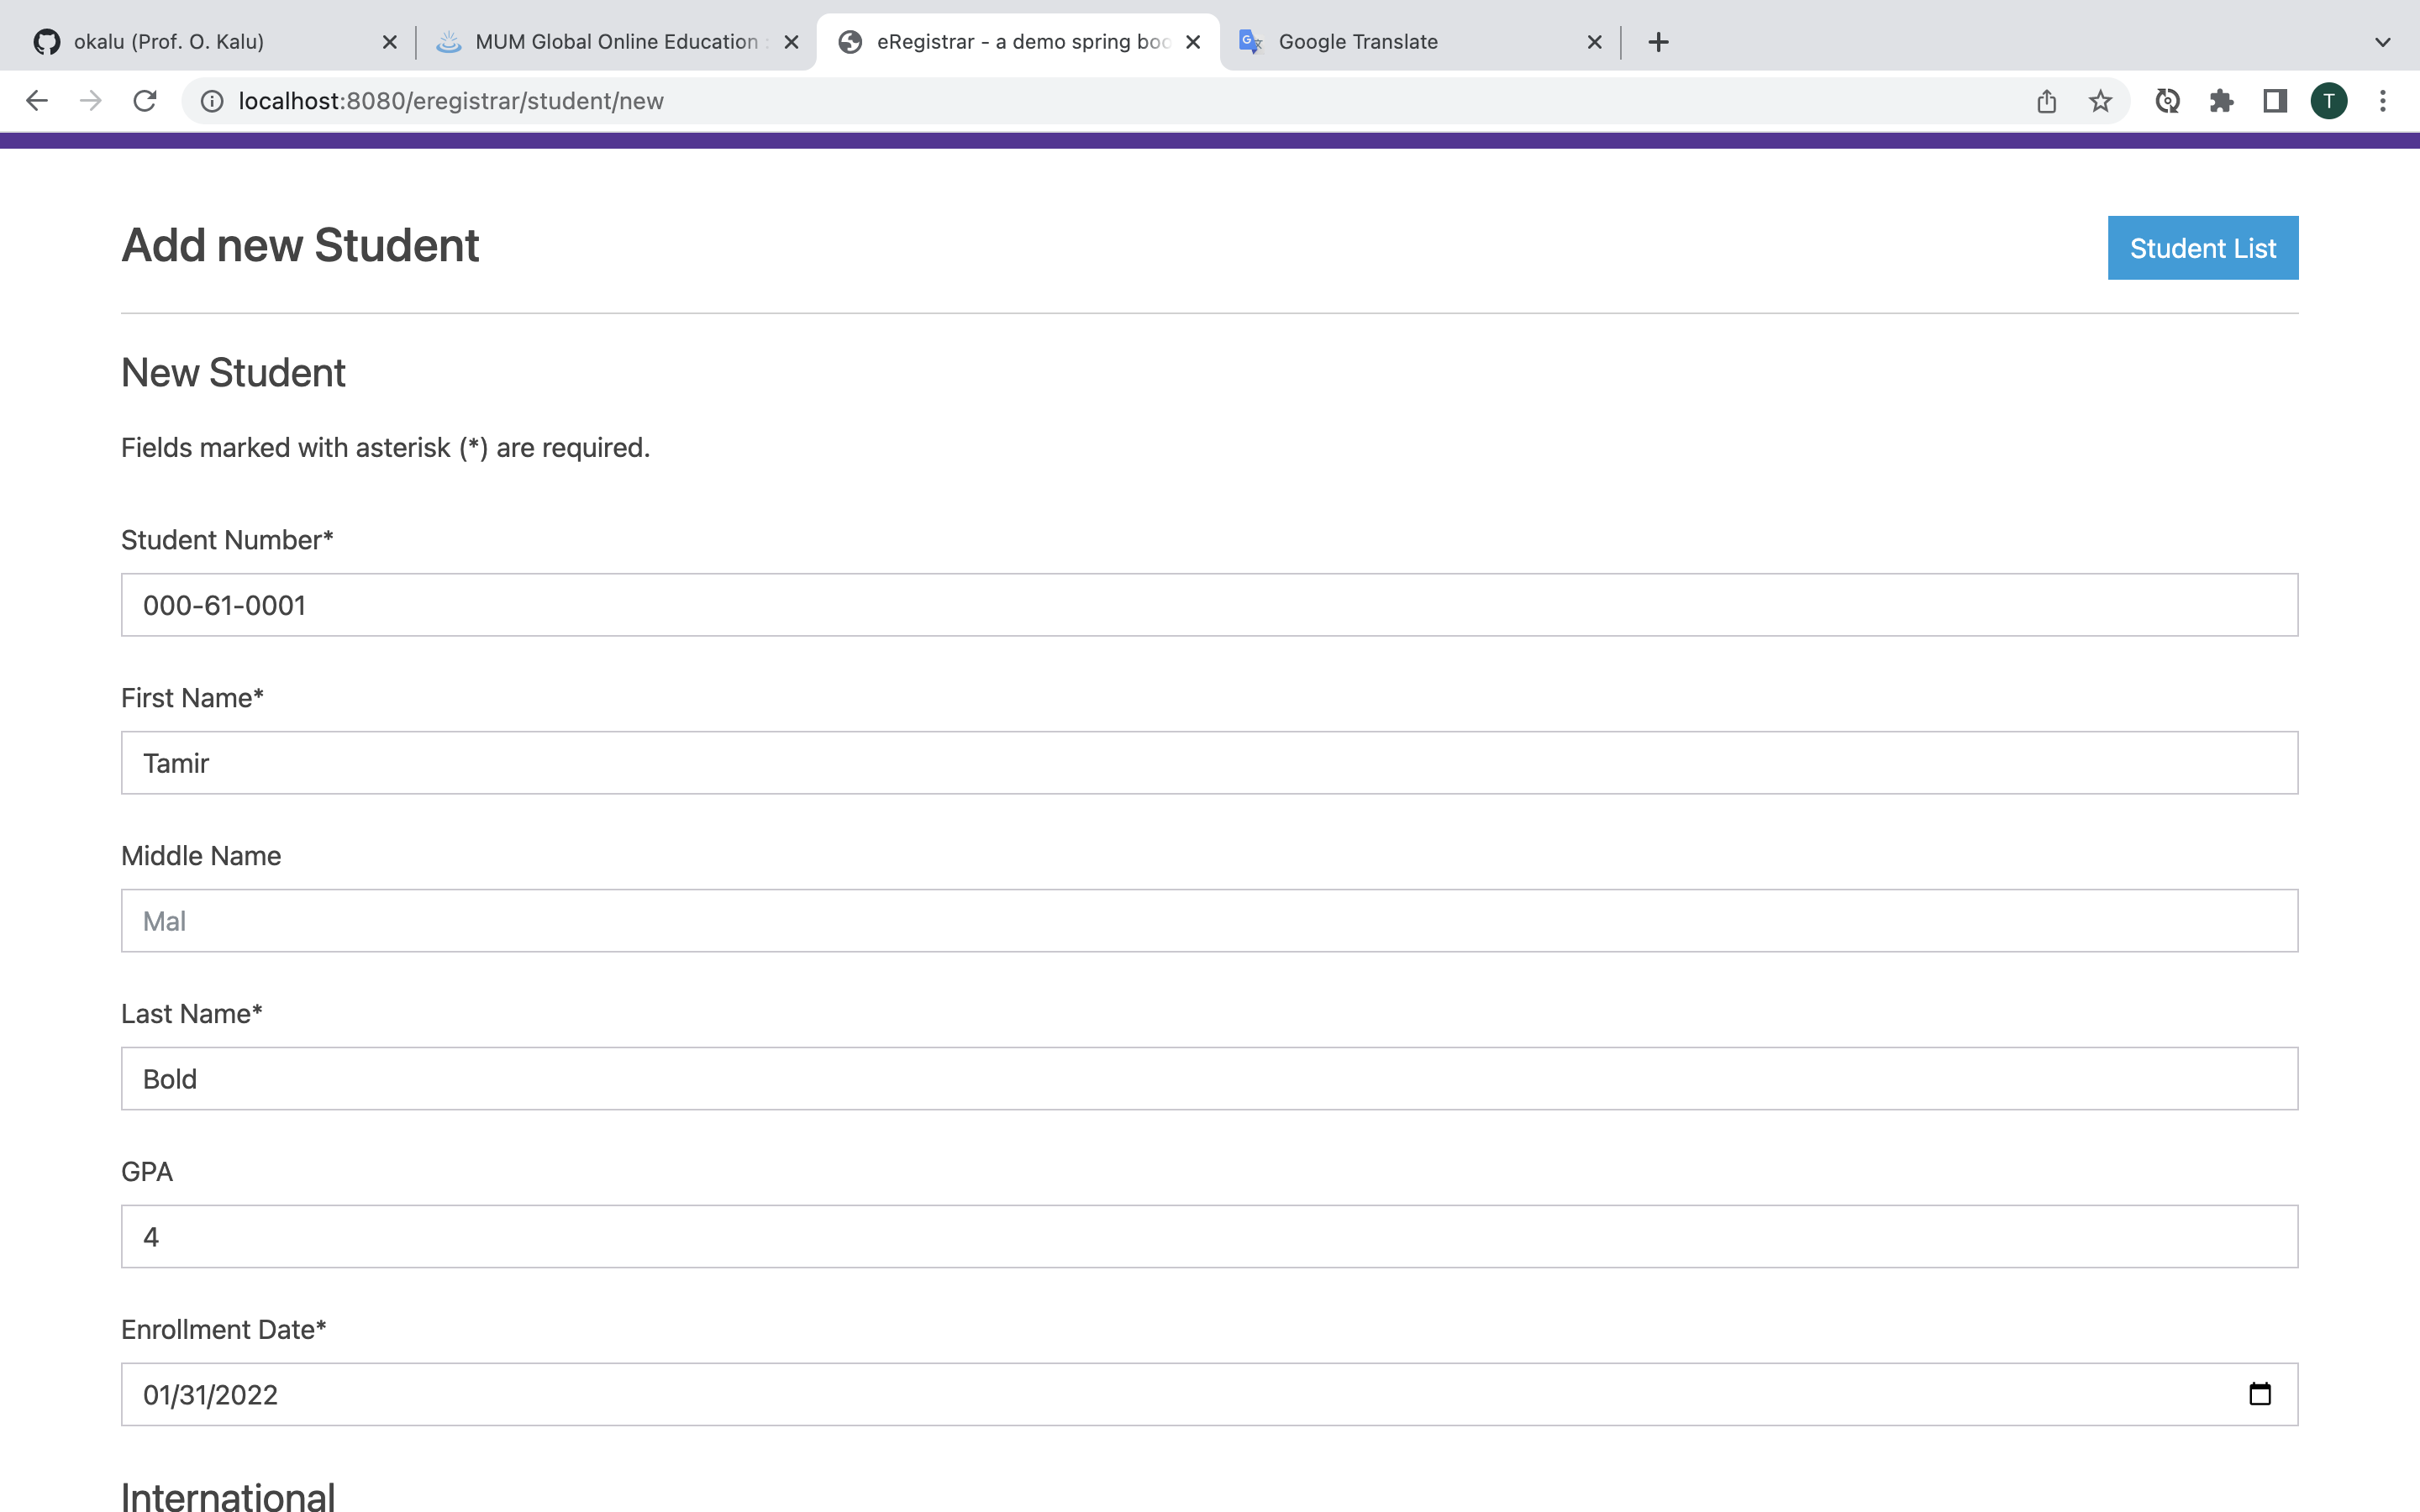 okalu (Prof. O. Kalu)
MUM Global Online Education
eRegistrar - a demo spring boo
Google Translate
localhost:8080/eregistrar/student/new
T
Add new Student
Student List
New Student
Fields marked with asterisk (*) are required.
Student Number*
000-61-0001
First Name*
Tamir
Middle Name
Mal
Last Name*
Bold
GPA
4
Enrollment Date*
01/31/2022
International